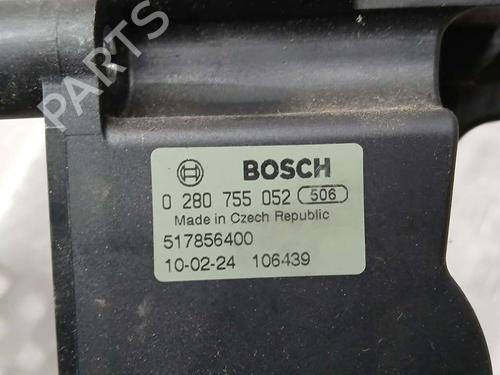 PARTS
BOSCH
0 280 755 052 506
Made in Czech Republic
517856400
10-02-24 106439